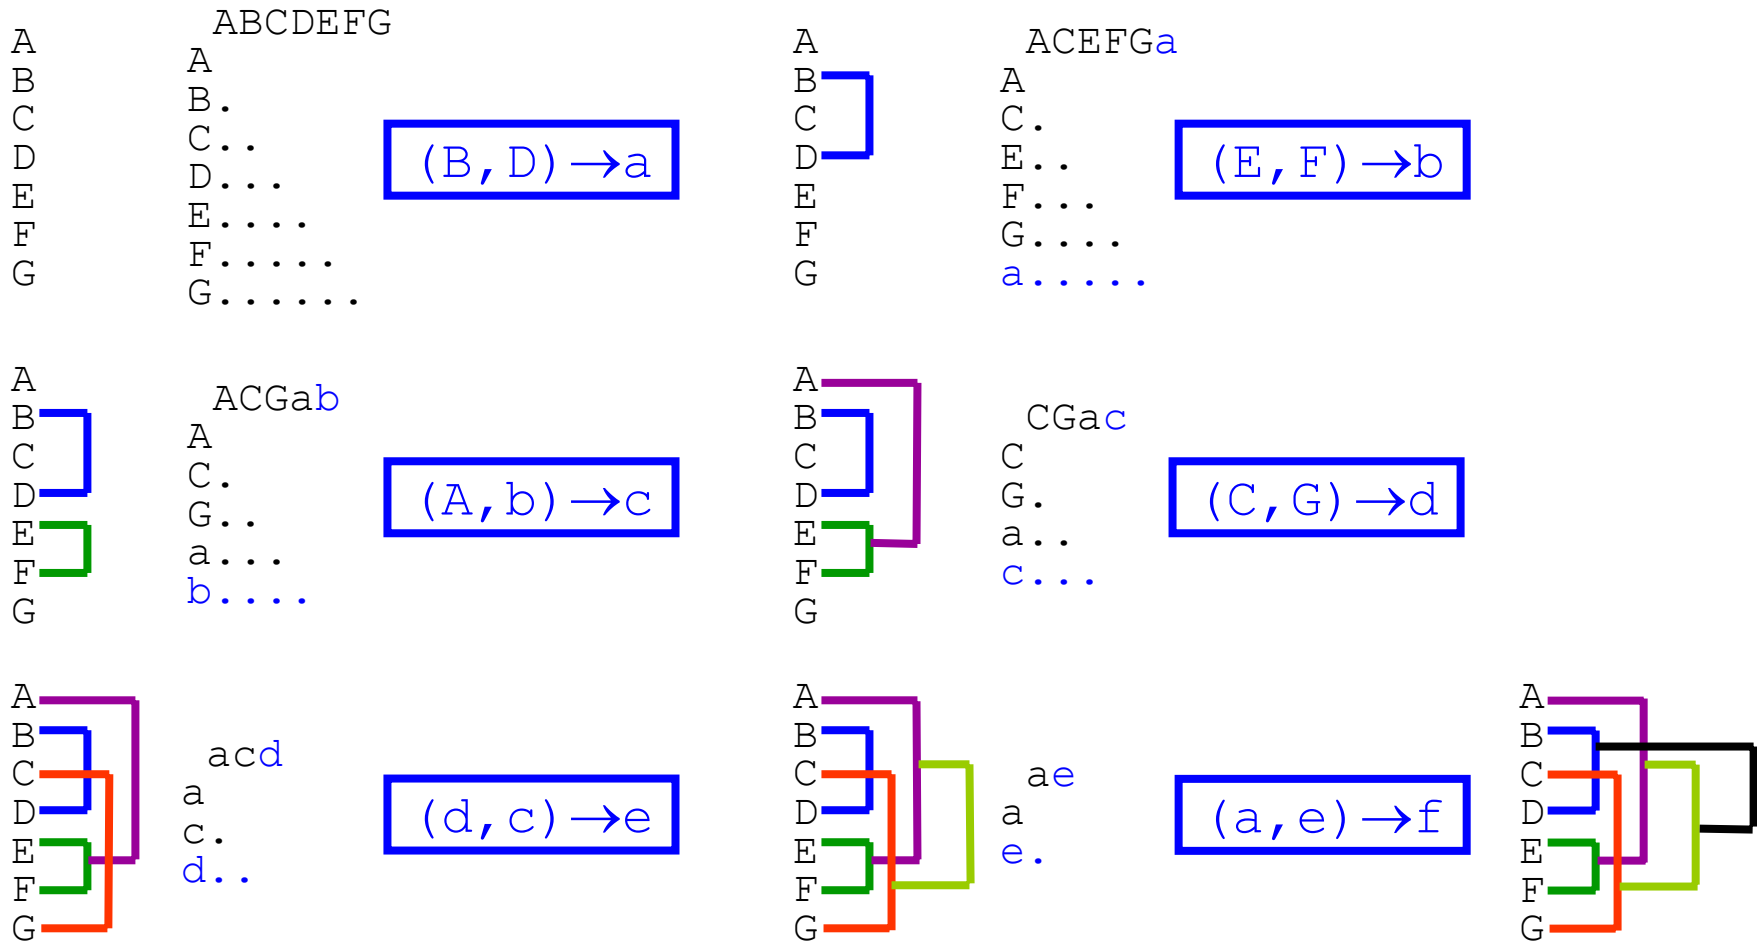 A
B
C
D
E
F
G
ABCDEFG
A
B.
C..
D...
E....
F.....
G......
(B,D)→a
A
B
C
D
E
F
G
ACEFGa
A
C.
E..
F...
G....
a.....
(E,F)→b
A
B
C
D
E
F
G
ACGab
A
C.
G..
a...
b....
(A,b)→c
A
B
C
D
E
F
G
CGac
C
G.
a..
c...
(C,G)→d
A
B
C
D
E
F
G
acd
a
c.
d..
(d,c)→e
A
B
C
D
E
F
G
ae
a
e.
(a,e)→f
A
B
C
D
E
F
G